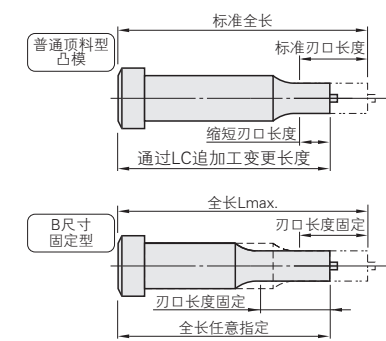 标准全长
普通顶料型
凸模
标准刃口长度
缩短刃口长度
通过LC追加工变更长度
全长Lmax.
B尺寸
固定型
刃口长度固定
刃口长度固定
全长任意指定